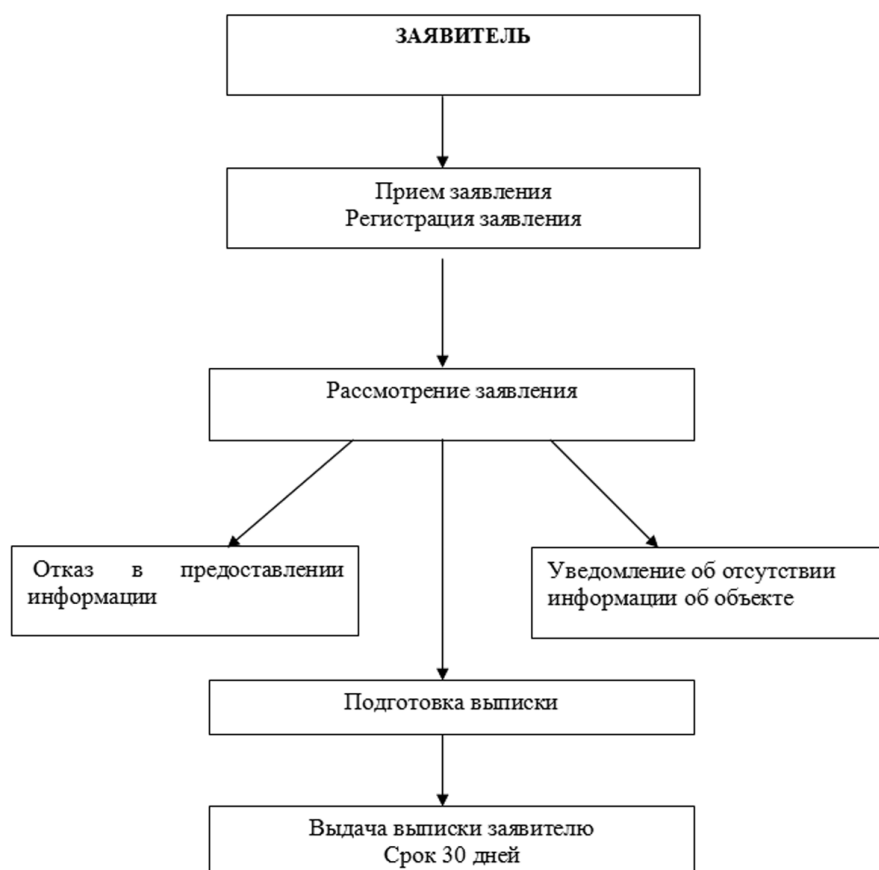 ЗАЯВИТЕЛЬ
Прием заявления
Регистрация заявления
Рассмотрение заявления
Отказ в предоставлении
информации
Уведомление об отсутствии
информации об объекте
Подготовка выписки
Выдача выписки заявителю
Срок 30 дней